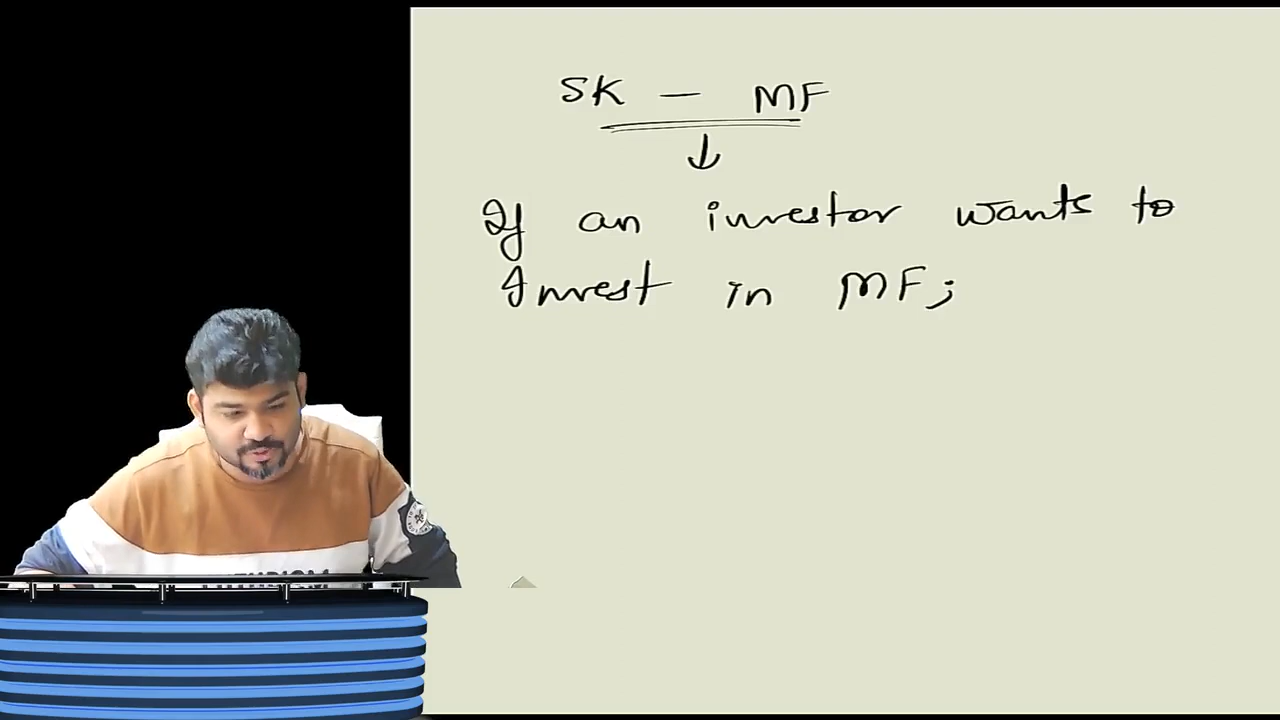 SK - MF
If an investor wants to
Invest in MF;